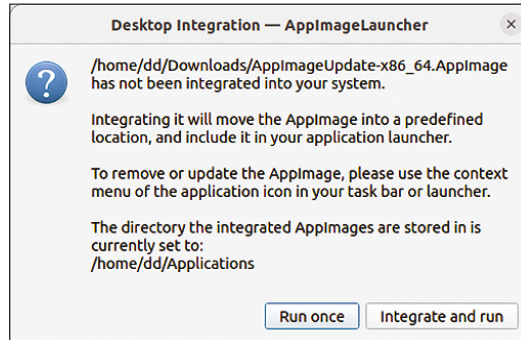 Desktop Integration — AppImageLauncher
/home/dd/Downloads/AppImageUpdate-x86_64.AppImage
has not been integrated into your system.
Integrating it will move the AppImage into a predefined
location, and include it in your application launcher.
To remove or update the AppImage, please use the context
menu of the application icon in your task bar or launcher.
The directory the integrated AppImages are stored in is
currently set to:
/home/dd/Applications
Run once
Integrate and run